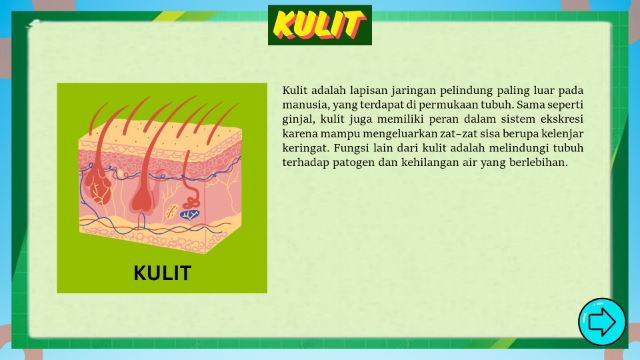 KULIT
Kulit adalah lapisan jaringan pelindung paling luar pada
manusia, yang terdapat di permukaan tubuh. Sama seperti
ginjal, kulit juga memiliki peran dalam sistem ekskresi
karena mampu mengeluarkan zat-zat sisa berupa kelenjar
keringat. Fungsi lain dari kulit adalah melindungi tubuh
terhadap patogen dan kehilangan air yang berlebihan.
KULIT